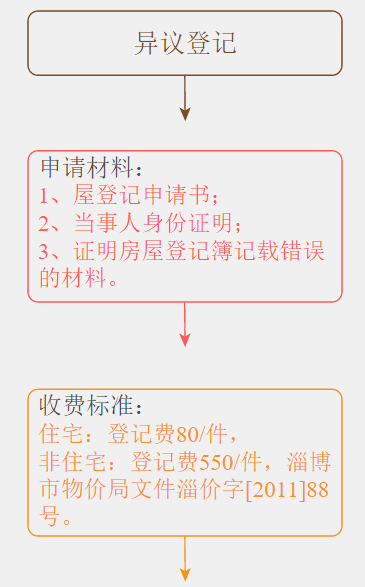 异议登记
申请材料：
1、屋登记申请书；
2、当事人身份证明；
3、证明房屋登记簿记载错误
的材料。
收费标准：
住宅：登记费80/件，
非住宅：登记费550/件，淄博
市物价局文件淄价字[2011]88
号。